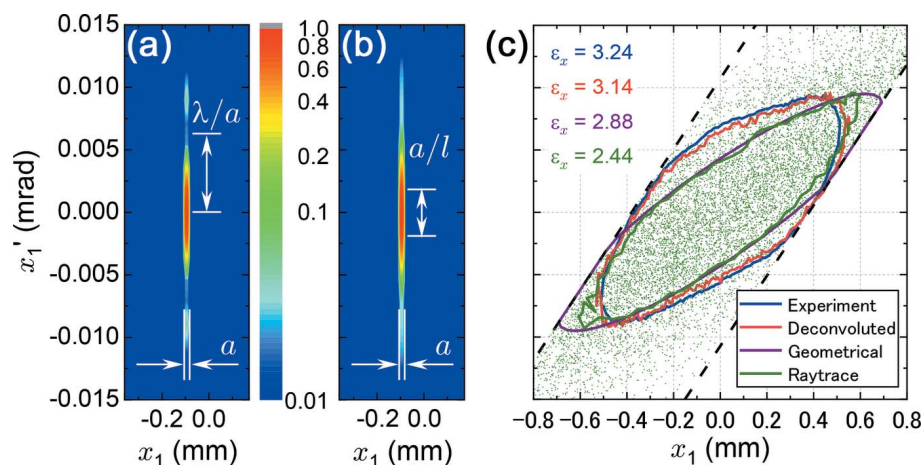 (a)
(b)
(c)
0.015
0.010
0.005
0.000
-0.005
-0.010
-0.015
x₁' (mrad)
λ/a
a
-0.2 0.0
x₁ (mm)
1.0
0.8
0.6
0.4
0.2
0.1
0.01
a/l
a
-0.2 0.0
x₁ (mm)
εₓ = 3.24
εₓ = 3.14
εₓ = 2.88
εₓ = 2.44
Experiment
Deconvoluted
Geometrical
Raytrace
−0.8 −0.6 −0.4 −0.2 0.0 0.2 0.4 0.6 0.8
x₁ (mm)